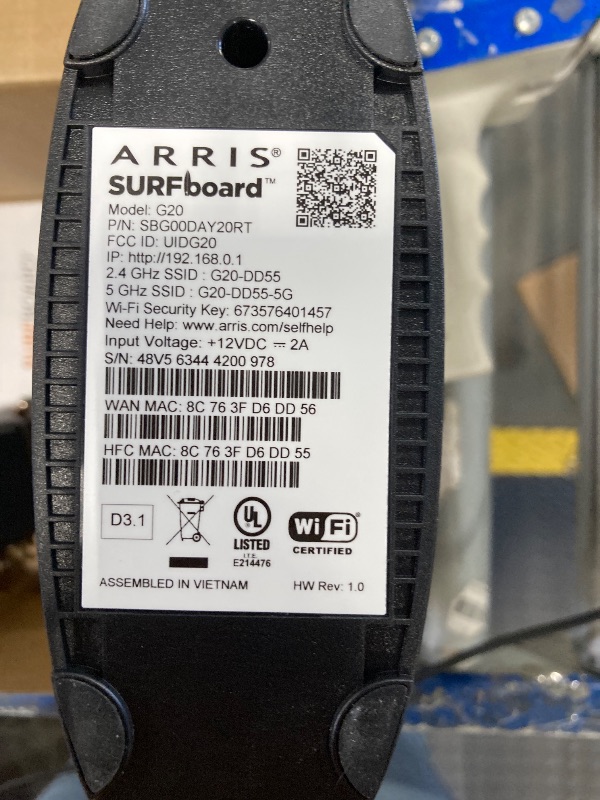 ARRIS®
SURFboard™
Model: G20
P/N: SBG00DAY20RT
FCC ID: UIDG20
IP: http://192.168.0.1
2.4 GHz SSID : G20-DD55
5 GHz SSID : G20-DD55-5G
Wi-Fi Security Key: 673576401457
Need Help: www.arris.com/selfhelp
Input Voltage: +12VDC ⎓ 2A
S/N: 48V5 6344 4200 978
WAN MAC: 8C 76 3F D6 DD 56
HFC MAC: 8C 76 3F D6 DD 55
D3.1
UL
LISTED
I.T.E.
E214476
Wi Fi®
CERTIFIED
ASSEMBLED IN VIETNAM
HW Rev: 1.0